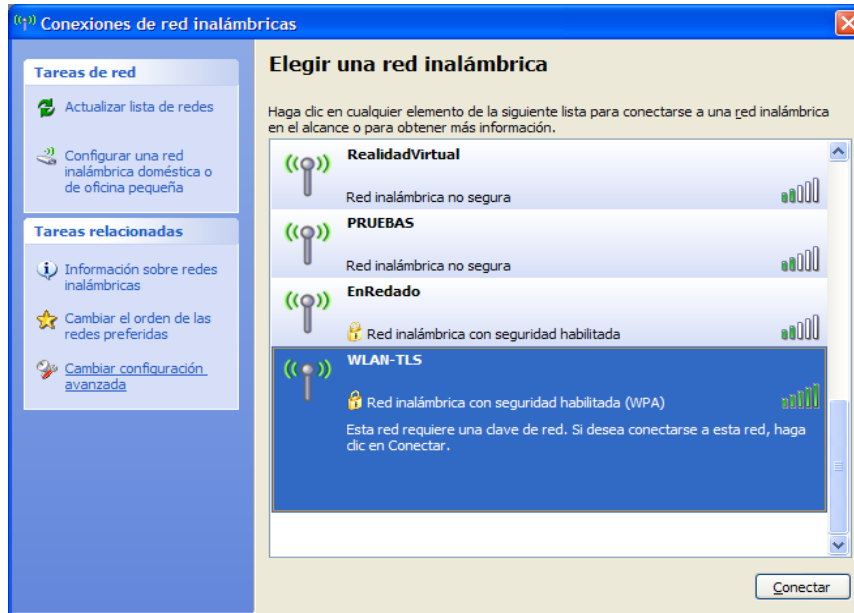 Conexiones de red inalámbricas
Tareas de red
Actualizar lista de redes
Configurar una red
inalámbrica doméstica o
de oficina pequeña
Tareas relacionadas
Información sobre redes
inalámbricas
Cambiar el orden de las
redes preferidas
Cambiar configuración
avanzada
Elegir una red inalámbrica
Haga clic en cualquier elemento de la siguiente lista para conectarse a una red inalámbrica
en el alcance o para obtener más información.
RealidadVirtual
Red inalámbrica no segura
PRUEBAS
Red inalámbrica no segura
EnRedado
Red inalámbrica con seguridad habilitada
WLAN-TLS
Red inalámbrica con seguridad habilitada (WPA)
Esta red requiere una clave de red. Si desea conectarse a esta red, haga
clic en Conectar.
Conectar